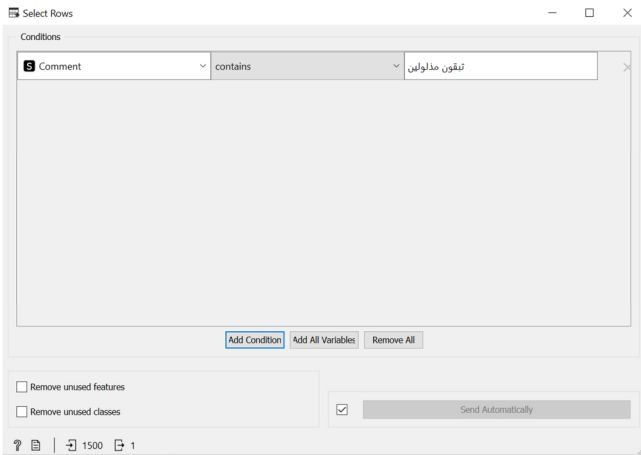 Select Rows
Conditions
S Comment contains تبقون مذلولين
Add Condition Add All Variables Remove All
Remove unused features
Remove unused classes
Send Automatically
? 1500 1